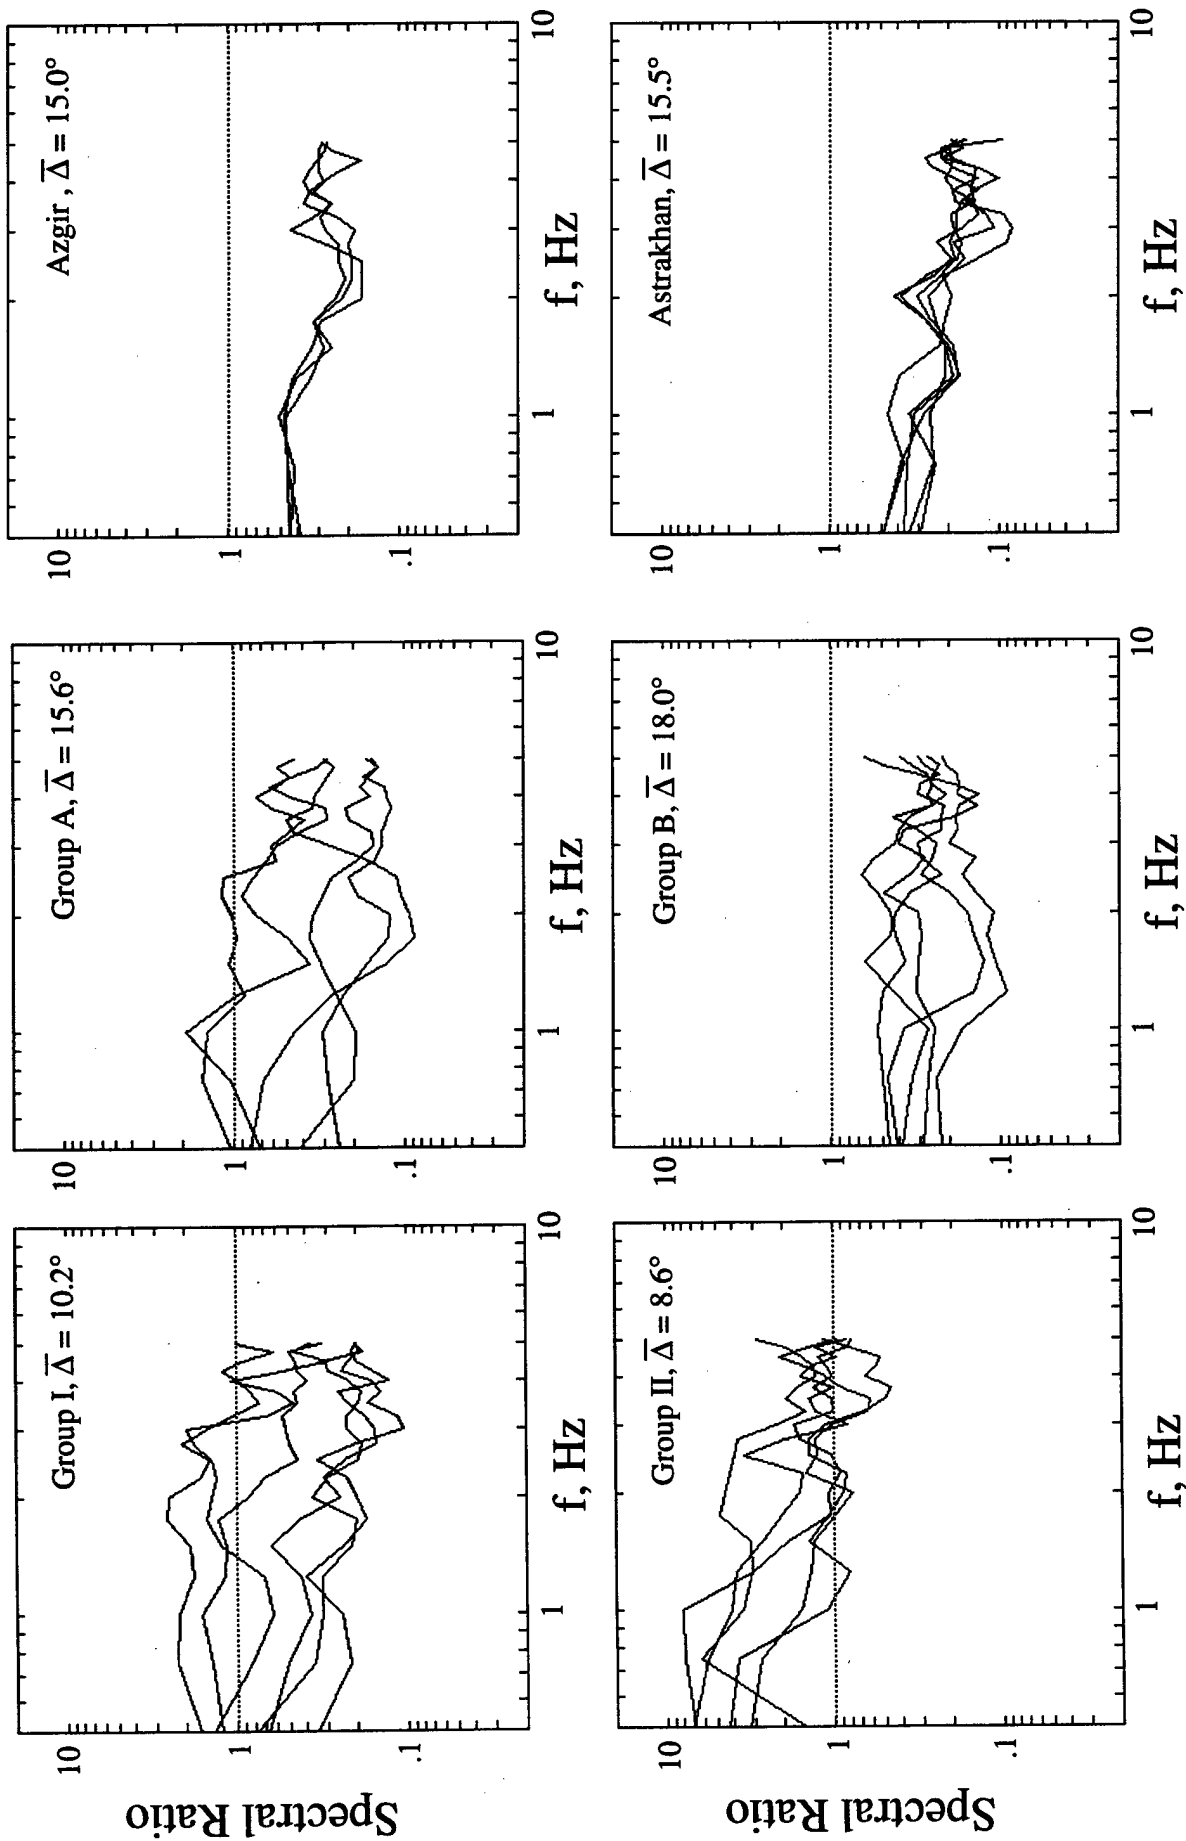 Spectral Ratio
10
1
.1
Group I, Δ̅ = 10.2°
1
10
f, Hz
10
1
.1
Group A, Δ̅ = 15.6°
1
10
f, Hz
10
1
.1
Azgir , Δ̅ = 15.0°
1
10
f, Hz
Spectral Ratio
10
1
.1
Group II, Δ̅ = 8.6°
1
10
f, Hz
10
1
.1
Group B, Δ̅ = 18.0°
1
10
f, Hz
10
1
.1
Astrakhan, Δ̅ = 15.5°
1
10
f, Hz